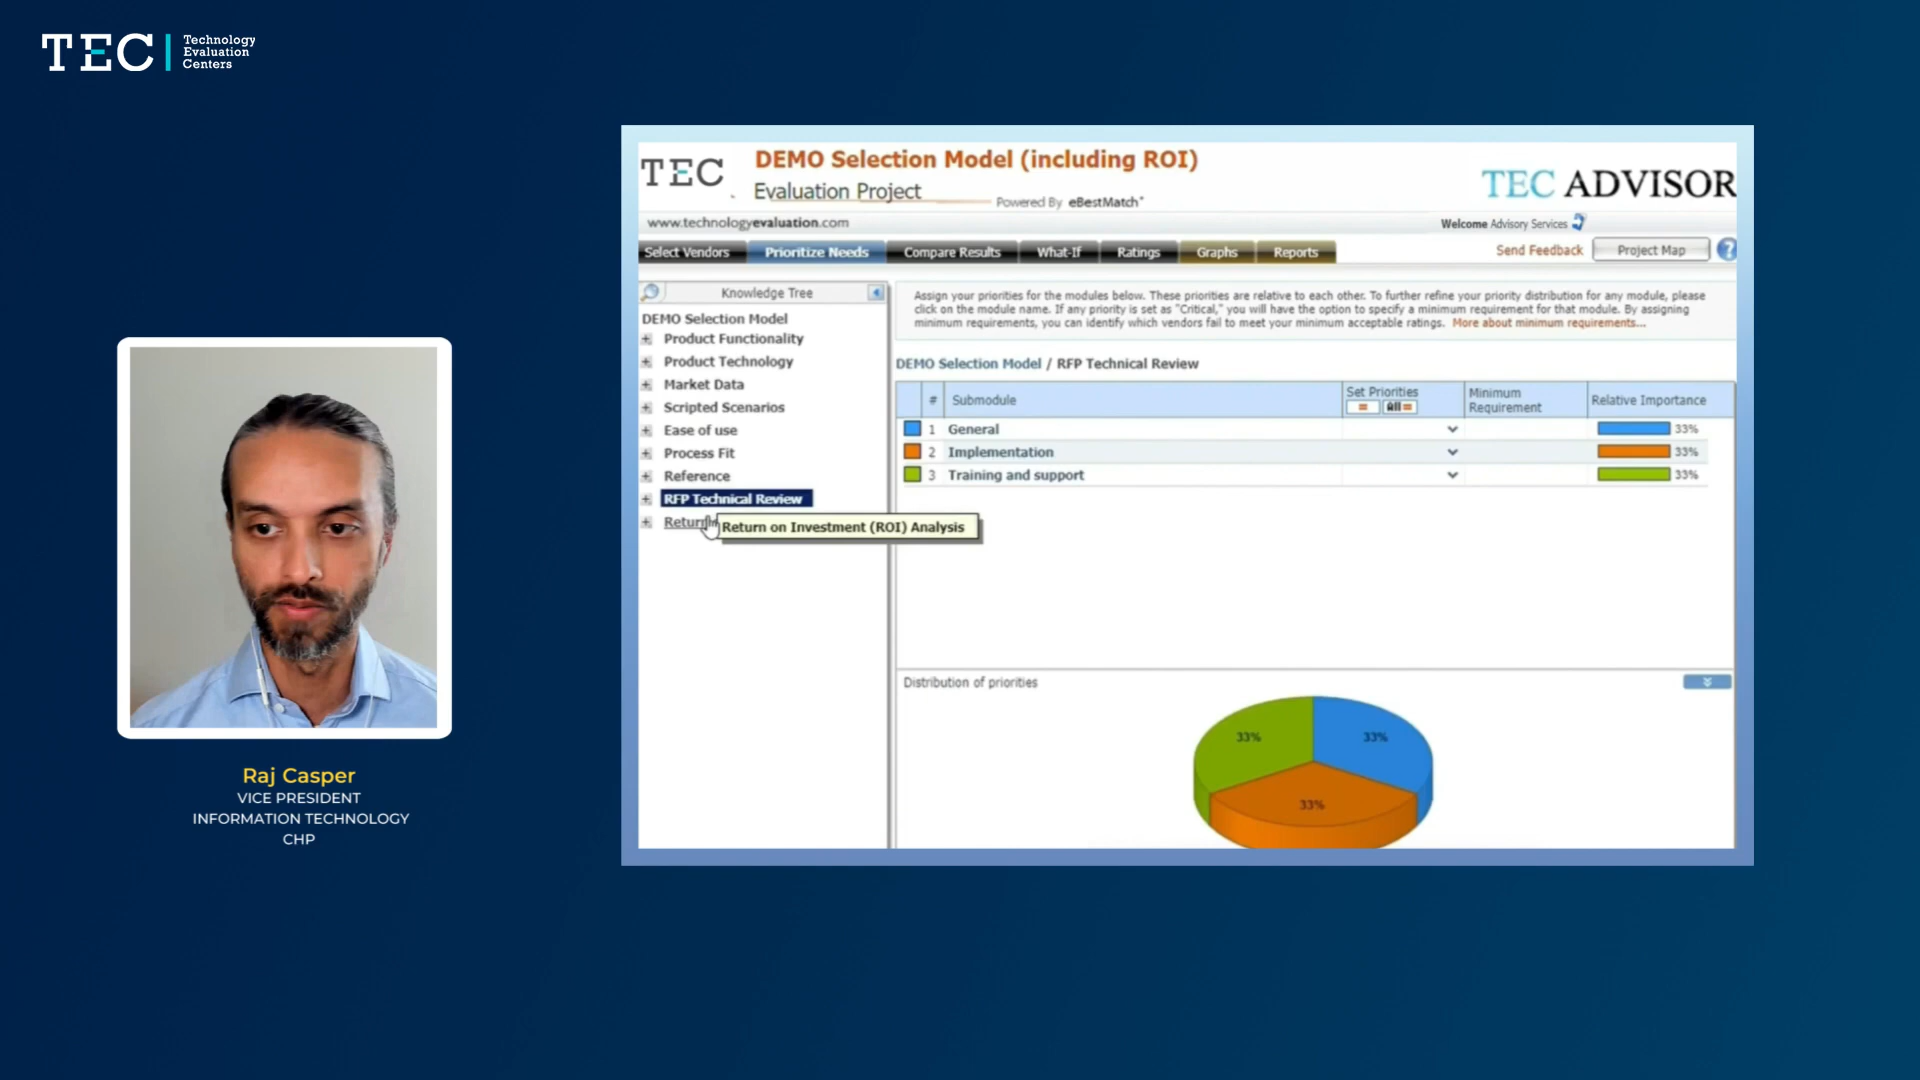 TEC
Technology
Evaluation
Centers
TEC
DEMO Selection Model (including ROI)
Evaluation Project
Powered By eBestMatch
TEC ADVISOR
www.technologyevaluation.com
Welcome Advisory Services
Select Vendors
Prioritize Needs
Compare Results
What-If
Ratings
Graphs
Reports
Send Feedback
Project Map
?
Knowledge Tree
DEMO Selection Model
Product Functionality
Product Technology
Market Data
Scripted Scenarios
Ease of use
Process Fit
Reference
RFP Technical Review
Return
Return on Investment (ROI) Analysis
Assign your priorities for the modules below. These priorities are relative to each other. To further refine your priority distribution for any module, please
click on the module name. If any priority is set as "Critical," you will have the option to specify a minimum requirement for that module. By assigning
minimum requirements, you can identify which vendors fail to meet your minimum acceptable ratings. More about minimum requirements...
DEMO Selection Model / RFP Technical Review
# Submodule
Set Priorities
= All=
Minimum
Requirement
Relative Importance
1 General 33%
2 Implementation 33%
3 Training and support 33%
Distribution of priorities
33%
33%
33%
Raj Casper
VICE PRESIDENT
INFORMATION TECHNOLOGY
CHP